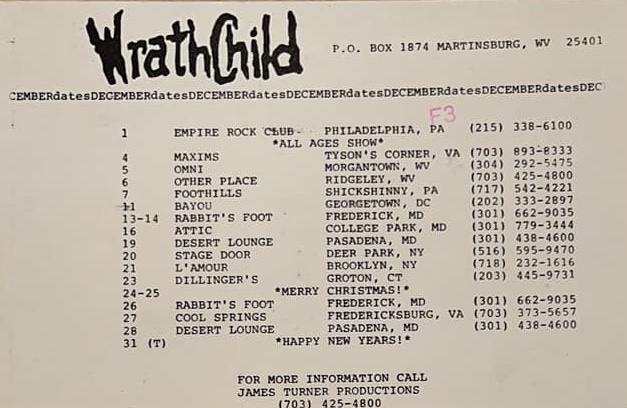 WrathChild
P.O. BOX 1874 MARTINSBURG, WV 25401
CEMBERdatesDECEMBERdatesDECEMBERdatesDECEMBERdatesDECEMBERdatesDECEMBERdatesDEC
F3
1 EMPIRE ROCK CLUB PHILADELPHIA, PA (215) 338-6100
*ALL AGES SHOW*
4 MAXIMS TYSON'S CORNER, VA (703) 893-8333
5 OMNI MORGANTOWN, WV (304) 292-5475
6 OTHER PLACE RIDGELEY, WV (703) 425-4800
7 FOOTHILLS SHICKSHINNY, PA (717) 542-4221
11 BAYOU GEORGETOWN, DC (202) 333-2897
13-14 RABBIT'S FOOT FREDERICK, MD (301) 662-9035
16 ATTIC COLLEGE PARK, MD (301) 779-3444
19 DESERT LOUNGE PASADENA, MD (301) 438-4600
20 STAGE DOOR DEER PARK, NY (516) 595-9470
21 L'AMOUR BROOKLYN, NY (718) 232-1616
23 DILLINGER'S GROTON, CT (203) 445-9731
24-25 *MERRY CHRISTMAS!*
26 RABBIT'S FOOT FREDERICK, MD (301) 662-9035
27 COOL SPRINGS FREDERICKSBURG, VA (703) 373-5657
28 DESERT LOUNGE PASADENA, MD (301) 438-4600
31 (T) *HAPPY NEW YEARS!*
FOR MORE INFORMATION CALL
JAMES TURNER PRODUCTIONS
(703) 425-4800